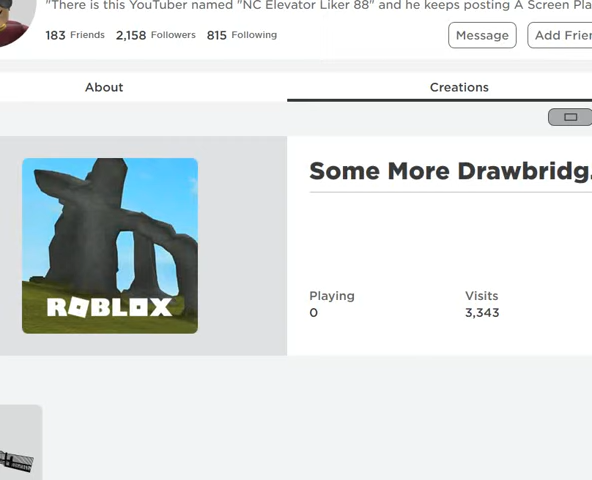 "There is this YouTuber named "NC Elevator Liker 88" and he keeps posting A Screen Pla
183 Friends 2,158 Followers 815 Following
Message Add Frien
About Creations
Some More Drawbridg.
ROBLOX
Playing Visits
0 3,343